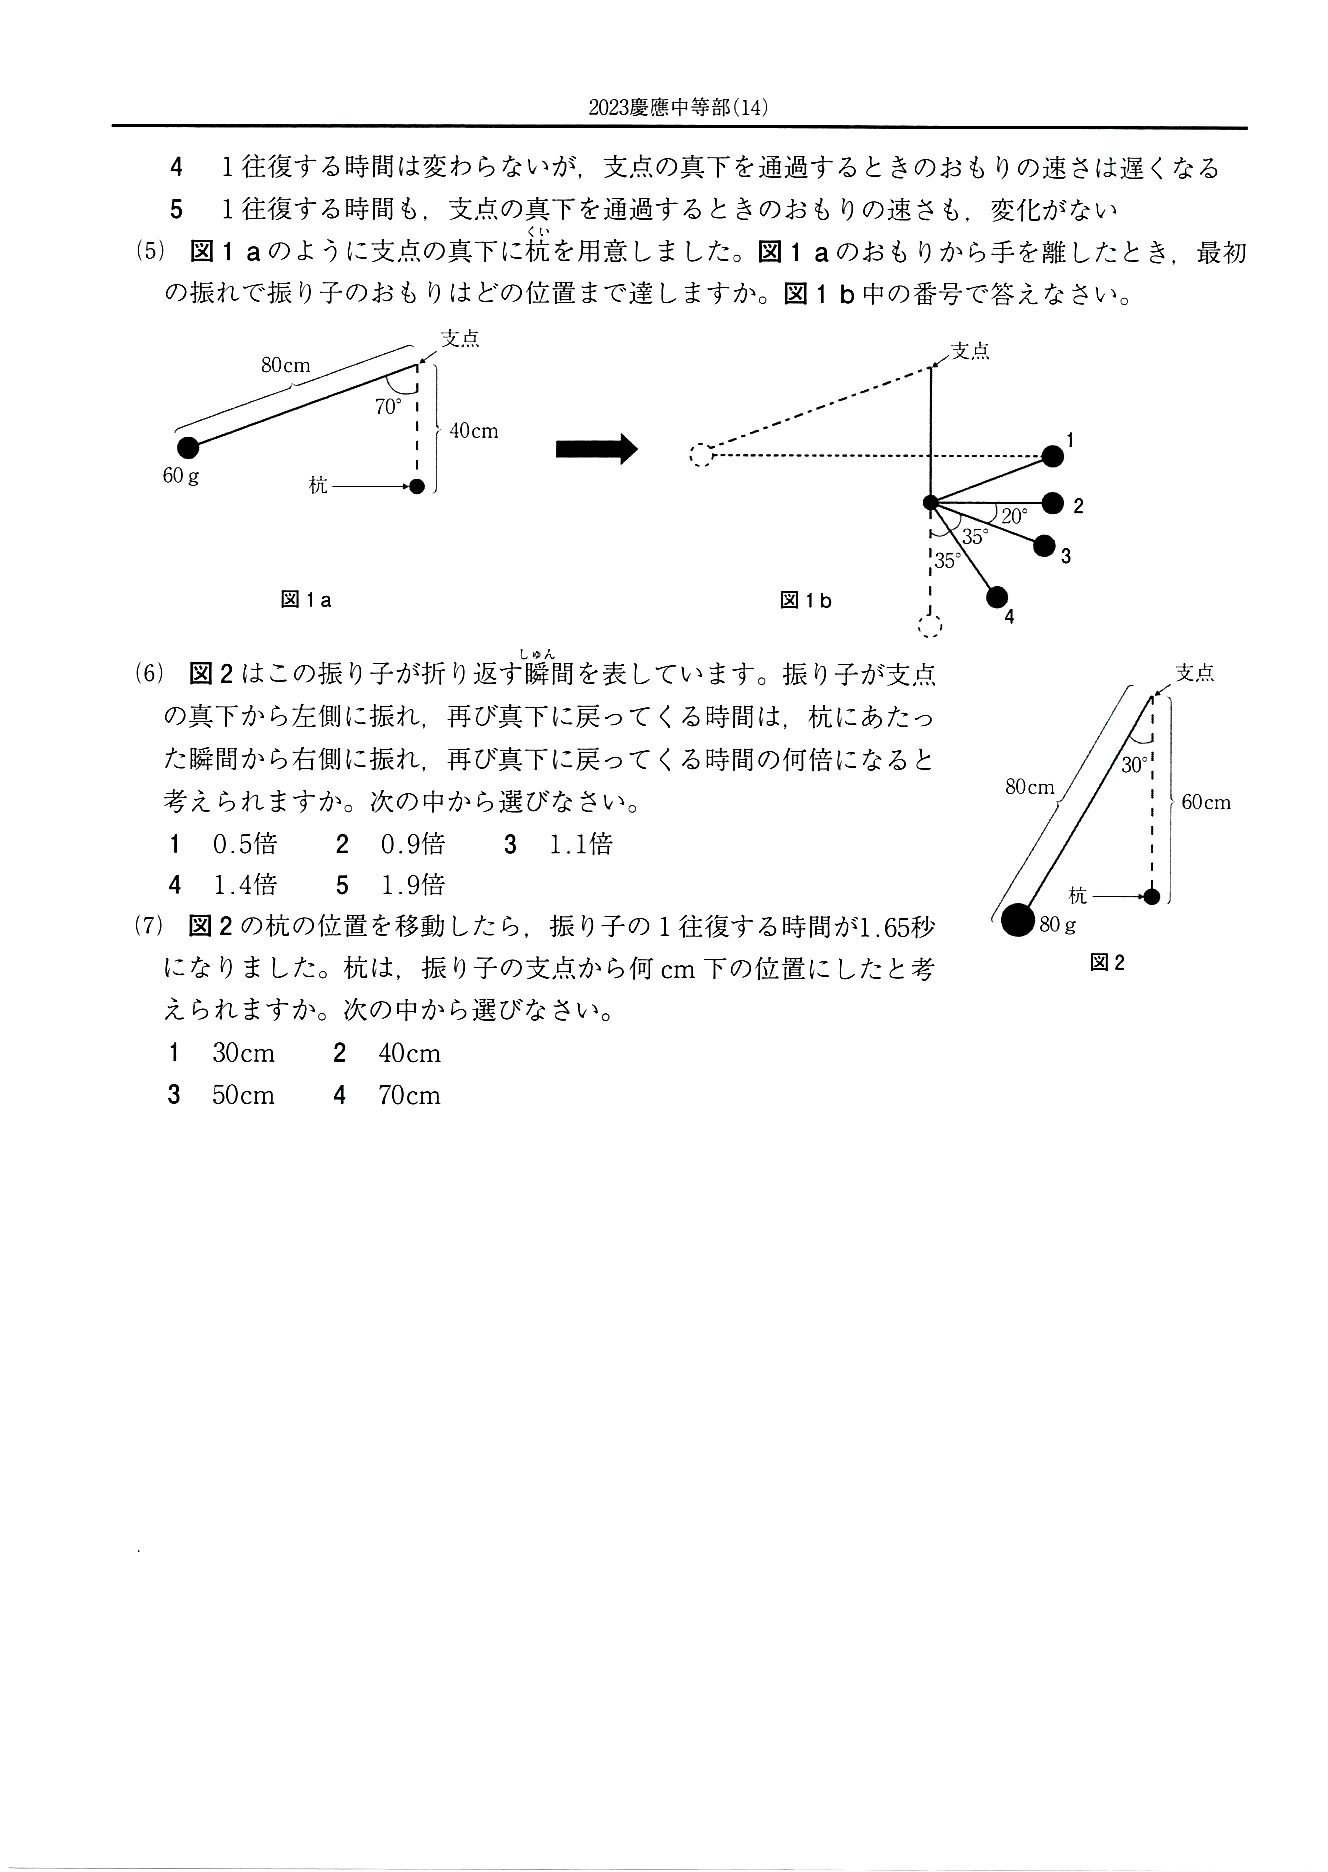 2023慶應中等部(14)
4 1往復する時間は変わらないが，支点の真下を通過するときのおもりの速さは遅くなる
5 1往復する時間も，支点の真下を通過するときのおもりの速さも，変化がない
くい
(5) 図1aのように支点の真下に杭を用意しました。図1aのおもりから手を離したとき，最初
の振れで振り子のおもりはどの位置まで達しますか。図1b中の番号で答えなさい。
支点
80cm
70°
40cm
60g
杭
図1a
支点
1
2
20°
35°
3
35°
4
図1b
しゅん
(6) 図2はこの振り子が折り返す瞬間を表しています。振り子が支点
の真下から左側に振れ，再び真下に戻ってくる時間は，杭にあたっ
た瞬間から右側に振れ，再び真下に戻ってくる時間の何倍になると
考えられますか。次の中から選びなさい。
1 0.5倍 2 0.9倍 3 1.1倍
4 1.4倍 5 1.9倍
(7) 図2の杭の位置を移動したら，振り子の1往復する時間が1.65秒
になりました。杭は，振り子の支点から何cm下の位置にしたと考
えられますか。次の中から選びなさい。
1 30cm 2 40cm
3 50cm 4 70cm
支点
30°
80cm
60cm
杭
80g
図2